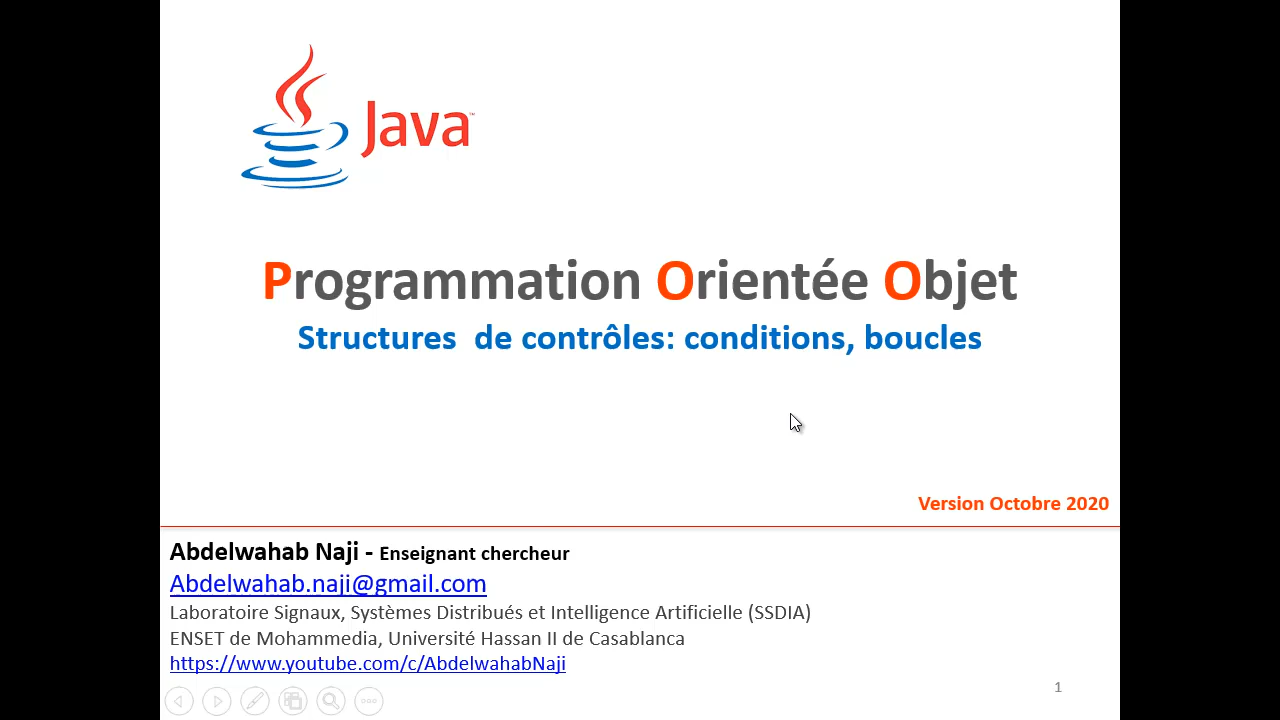 Java™
Programmation Orientée Objet
Structures de contrôles: conditions, boucles
Version Octobre 2020
Abdelwahab Naji - Enseignant chercheur
Abdelwahab.naji@gmail.com
Laboratoire Signaux, Systèmes Distribués et Intelligence Artificielle (SSDIA)
ENSET de Mohammedia, Université Hassan II de Casablanca
https://www.youtube.com/c/AbdelwahabNaji
1